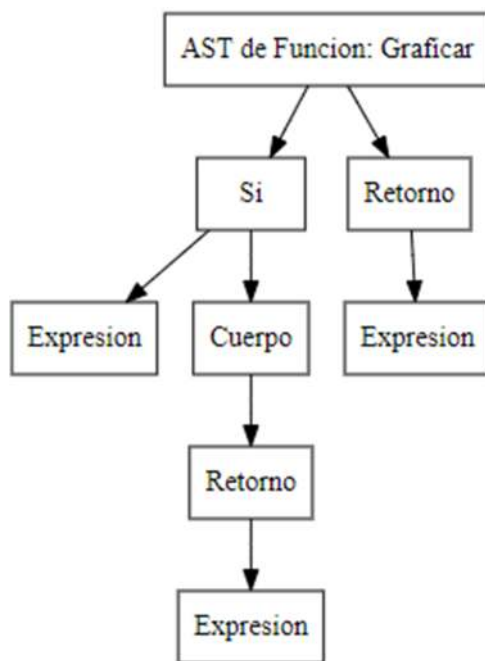 AST de Funcion: Graficar
Si
Retorno
Expresion
Cuerpo
Expresion
Retorno
Expresion